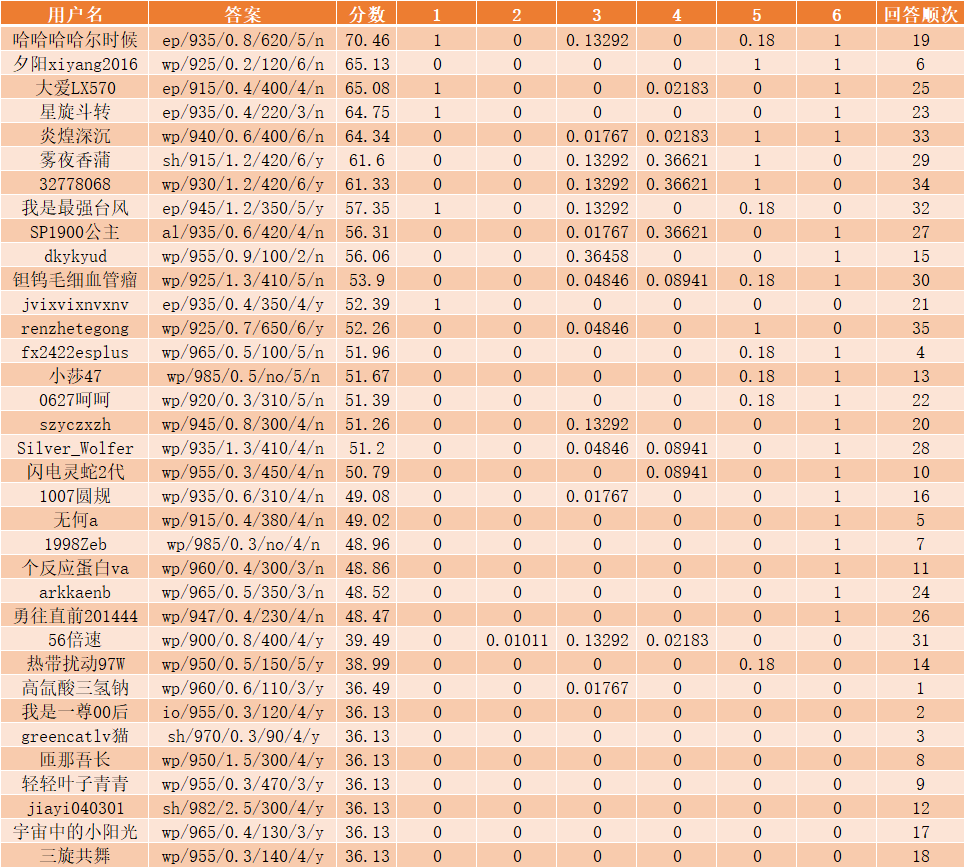 用户名 答案 分数 1 2 3 4 5 6 回答顺次
哈哈哈哈尔时候 ep/935/0.8/620/5/n 70.46 1 0 0.13292 0 0.18 1 19
夕阳xiyang2016 wp/925/0.2/120/6/n 65.13 0 0 0 0 1 1 6
大爱LX570 ep/915/0.4/400/4/n 65.08 1 0 0 0.02183 0 1 25
星旋斗转 ep/935/0.4/220/3/n 64.75 1 0 0 0 0 1 23
炎煌深沉 wp/940/0.6/400/6/n 64.34 0 0 0.01767 0.02183 1 1 33
雾夜香蒲 sh/915/1.2/420/6/y 61.6 0 0 0.13292 0.36621 1 0 29
32778068 wp/930/1.2/420/6/y 61.33 0 0 0.13292 0.36621 1 0 34
我是最强台风 ep/945/1.2/350/5/y 57.35 1 0 0.13292 0 0.18 0 32
SP1900公主 al/935/0.6/420/4/n 56.31 0 0 0.01767 0.36621 0 1 27
dkykyud wp/955/0.9/100/2/n 56.06 0 0 0.36458 0 0 1 15
钽钨毛细血管瘤 wp/925/1.3/410/5/n 53.9 0 0 0.04846 0.08941 0.18 1 30
jvixvixnvxnv ep/935/0.4/350/4/y 52.39 1 0 0 0 0 0 21
renzhetegong wp/925/0.7/650/6/y 52.26 0 0 0.04846 0 1 0 35
fx2422esplus wp/965/0.5/100/5/n 51.96 0 0 0 0 0.18 1 4
小莎47 wp/985/0.5/no/5/n 51.67 0 0 0 0 0.18 1 13
0627呵呵 wp/920/0.3/310/5/n 51.39 0 0 0 0 0.18 1 22
szyczxzh wp/945/0.8/300/4/n 51.26 0 0 0.13292 0 0 1 20
Silver_Wolfer wp/935/1.3/410/4/n 51.2 0 0 0.04846 0.08941 0 1 28
闪电灵蛇2代 wp/955/0.3/450/4/n 50.79 0 0 0 0.08941 0 1 10
1007圆规 wp/935/0.6/310/4/n 49.08 0 0 0.01767 0 0 1 16
无何a wp/915/0.4/380/4/n 49.02 0 0 0 0 0 1 5
1998Zeb wp/985/0.3/no/4/n 48.96 0 0 0 0 0 1 7
个反应蛋白va wp/960/0.4/300/3/n 48.86 0 0 0 0 0 1 11
arkkaenb wp/965/0.5/350/3/n 48.52 0 0 0 0 0 1 24
勇往直前201444 wp/947/0.4/230/4/n 48.47 0 0 0 0 0 1 26
56倍速 wp/900/0.8/400/4/y 39.49 0 0.01011 0.13292 0.02183 0 0 31
热带扰动97W wp/950/0.5/150/5/y 38.99 0 0 0 0 0.18 0 14
高氙酸三氢钠 wp/960/0.6/110/3/y 36.49 0 0 0.01767 0 0 0 1
我是一尊00后 io/955/0.3/120/4/y 36.13 0 0 0 0 0 0 2
greencatlv猫 sh/970/0.3/90/4/y 36.13 0 0 0 0 0 0 3
匝那吾长 wp/950/1.5/300/4/y 36.13 0 0 0 0 0 0 8
轻轻叶子青青 wp/955/0.3/470/3/y 36.13 0 0 0 0 0 0 9
jiayi040301 sh/982/2.5/300/4/y 36.13 0 0 0 0 0 0 12
宇宙中的小阳光 wp/965/0.4/130/3/y 36.13 0 0 0 0 0 0 17
三旋共舞 wp/955/0.3/140/4/y 36.13 0 0 0 0 0 0 18